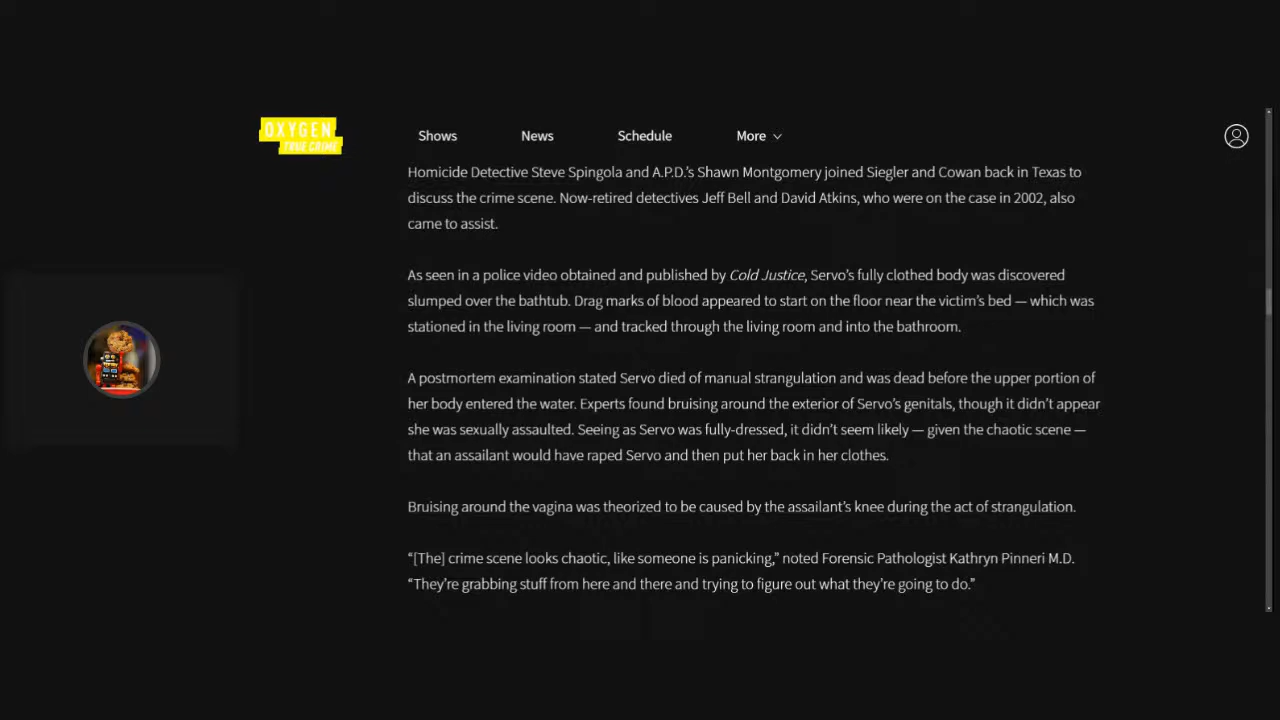 OXYGEN
TRUE CRIME
Shows News Schedule More
Homicide Detective Steve Spingola and A.P.D.’s Shawn Montgomery joined Siegler and Cowan back in Texas to
discuss the crime scene. Now-retired detectives Jeff Bell and David Atkins, who were on the case in 2002, also
came to assist.
As seen in a police video obtained and published by Cold Justice, Servo’s fully clothed body was discovered
slumped over the bathtub. Drag marks of blood appeared to start on the floor near the victim’s bed — which was
stationed in the living room — and tracked through the living room and into the bathroom.
A postmortem examination stated Servo died of manual strangulation and was dead before the upper portion of
her body entered the water. Experts found bruising around the exterior of Servo’s genitals, though it didn’t appear
she was sexually assaulted. Seeing as Servo was fully-dressed, it didn’t seem likely — given the chaotic scene —
that an assailant would have raped Servo and then put her back in her clothes.
Bruising around the vagina was theorized to be caused by the assailant’s knee during the act of strangulation.
“[The] crime scene looks chaotic, like someone is panicking,” noted Forensic Pathologist Kathryn Pinneri M.D.
“They’re grabbing stuff from here and there and trying to figure out what they’re going to do.”